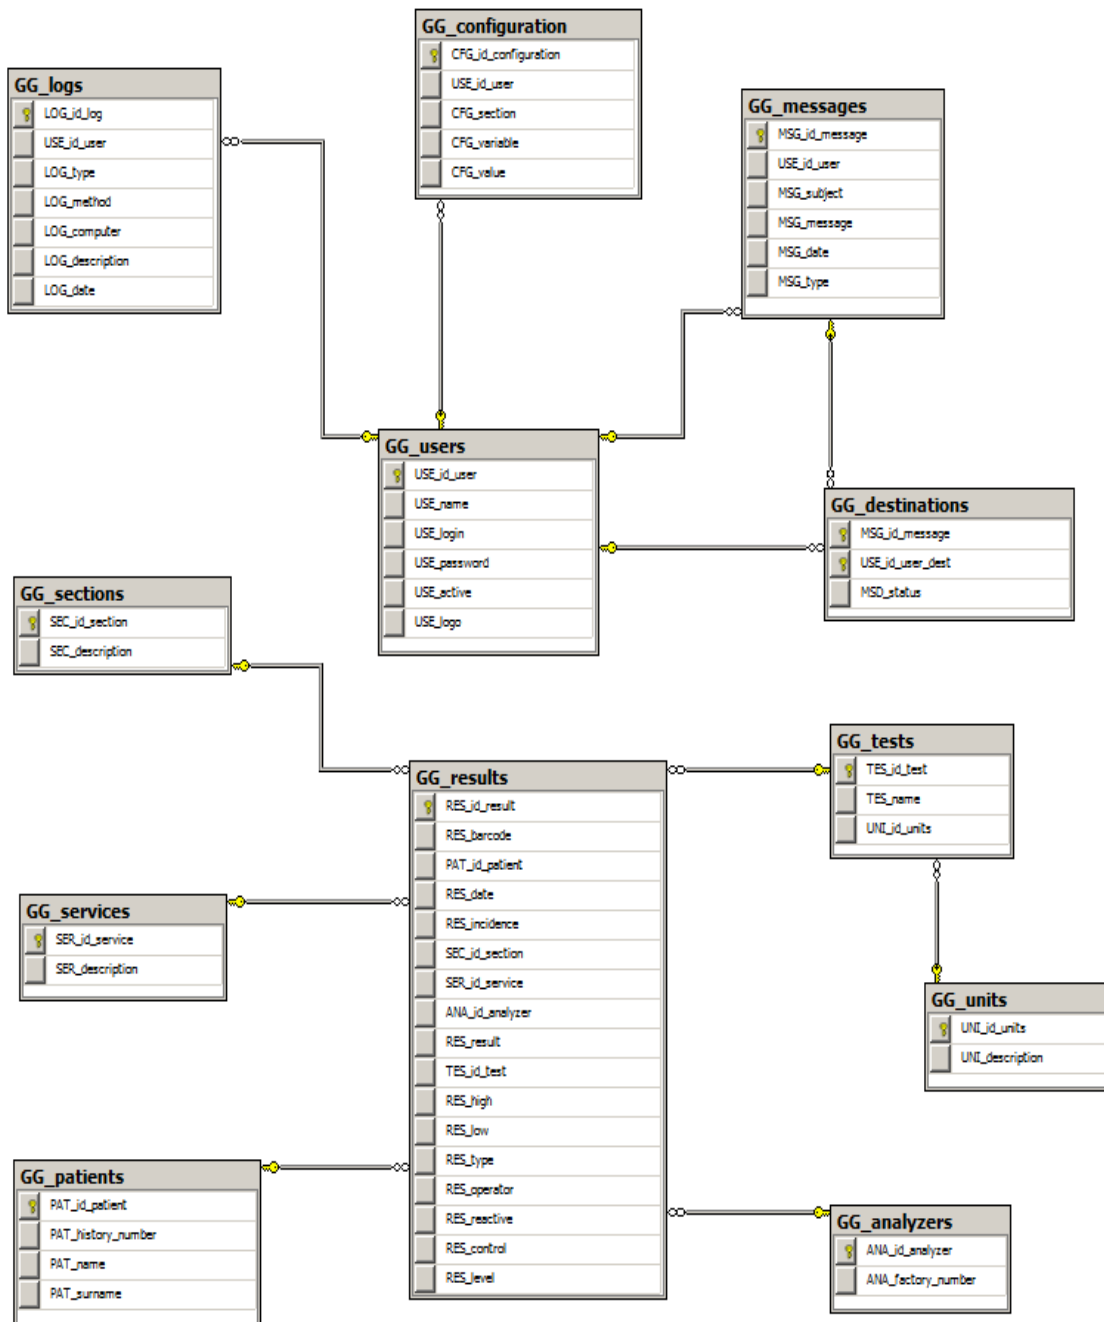 GG_configuration
CFG_id_configuration
USE_id_user
CFG_section
CFG_variable
CFG_value
GG_logs
LOG_id_log
USE_id_user
LOG_type
LOG_method
LOG_computer
LOG_description
LOG_date
GG_messages
MSG_id_message
USE_id_user
MSG_subject
MSG_message
MSG_date
MSG_type
GG_users
USE_id_user
USE_name
USE_login
USE_password
USE_active
USE_logo
GG_destinations
MSG_id_message
USE_id_user_dest
MSD_status
GG_sections
SEC_id_section
SEC_description
GG_results
RES_id_result
RES_barcode
PAT_id_patient
RES_date
RES_incidence
SEC_id_section
SER_id_service
ANA_id_analyzer
RES_result
TES_id_test
RES_high
RES_low
RES_type
RES_operator
RES_reactive
RES_control
RES_level
GG_tests
TES_id_test
TES_name
UNI_id_units
GG_services
SER_id_service
SER_description
GG_units
UNI_id_units
UNI_description
GG_patients
PAT_id_patient
PAT_history_number
PAT_name
PAT_surname
GG_analyzers
ANA_id_analyzer
ANA_factory_number